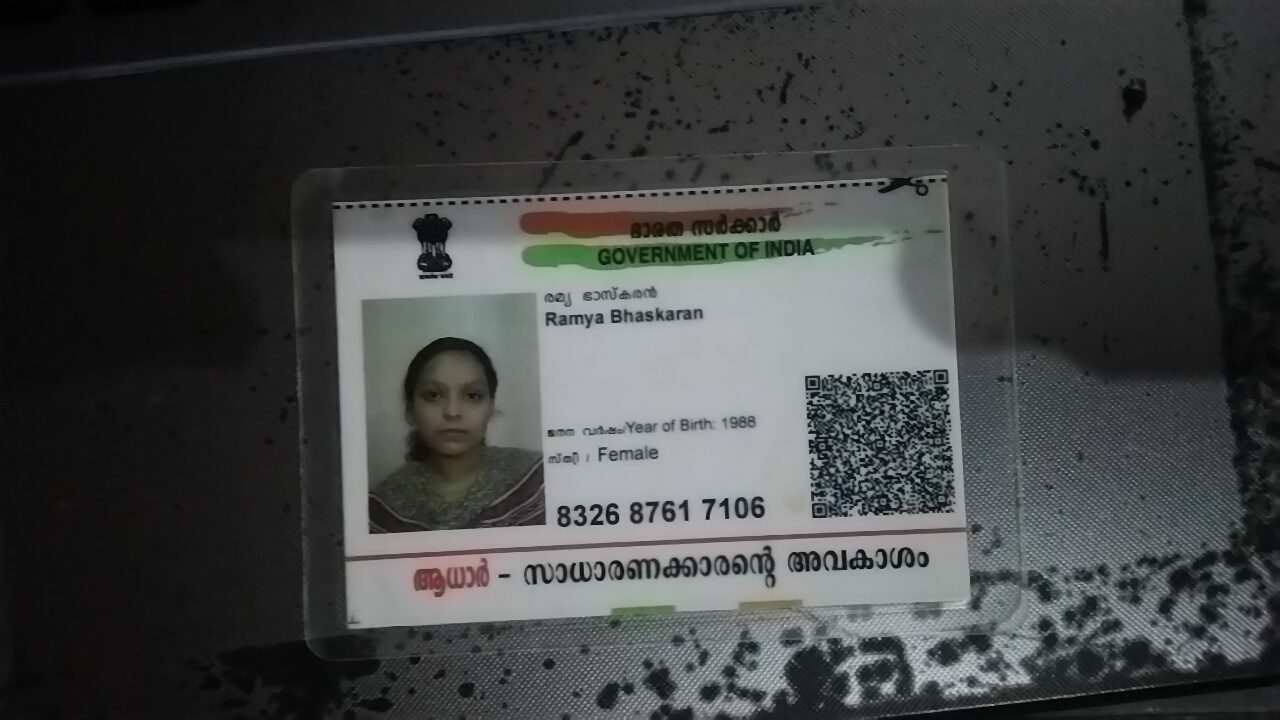 ഭാരത സർക്കാർ
GOVERNMENT OF INDIA
രമ്യ ഭാസ്കരൻ
Ramya Bhaskaran
ജനന വർഷം/Year of Birth: 1988
സ്ത്രീ / Female
8326 8761 7106
ആധാർ - സാധാരണക്കാരന്റെ അവകാശം